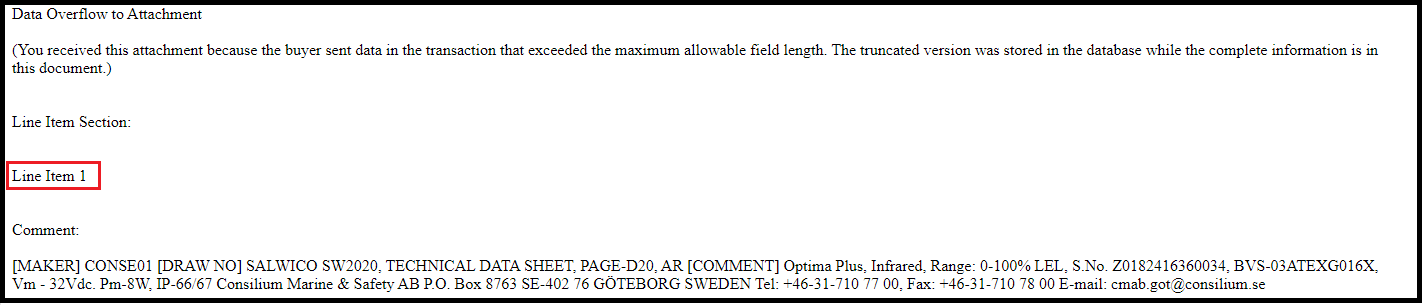 Data Overflow to Attachment
(You received this attachment because the buyer sent data in the transaction that exceeded the maximum allowable field length. The truncated version was stored in the database while the complete information is in
this document.)
Line Item Section:
Line Item 1
Comment:
[MAKER] CONSE01 [DRAW NO] SALWICO SW2020, TECHNICAL DATA SHEET, PAGE-D20, AR [COMMENT] Optima Plus, Infrared, Range: 0-100% LEL, S.No. Z0182416360034, BVS-03ATEXG016X,
Vm - 32Vdc. Pm-8W, IP-66/67 Consilium Marine & Safety AB P.O. Box 8763 SE-402 76 GÖTEBORG SWEDEN Tel: +46-31-710 77 00, Fax: +46-31-710 78 00 E-mail: cmab.got@consilium.se